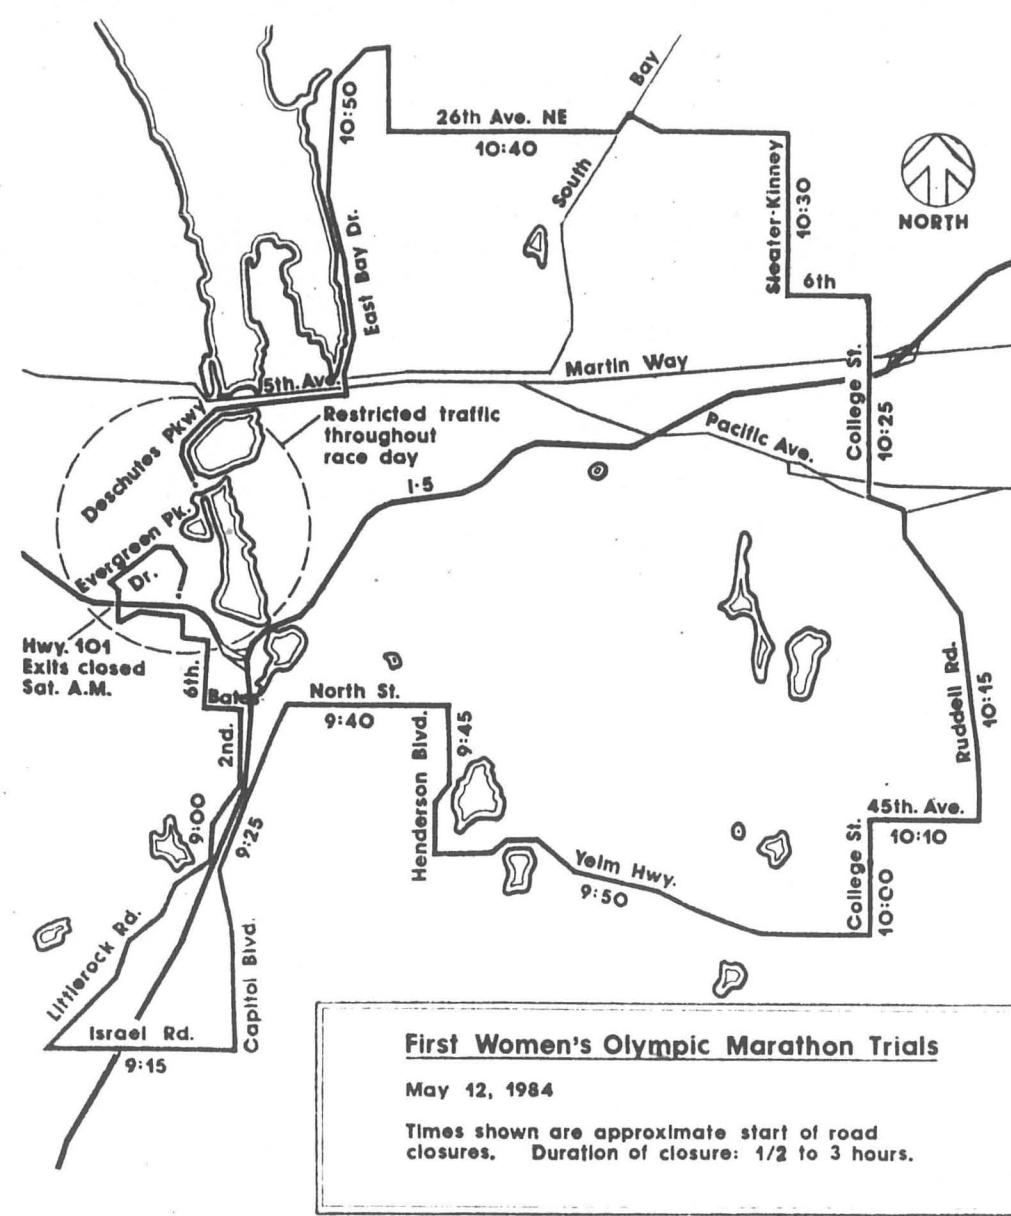 Bay
10:50
26th Ave. NE
10:40
South
Sleater-Kinney
10:30
NORTH
East Bay Dr.
6th
Martin Way
5th. Ave.
College St.
10:25
Deschutes Pkwy
Restricted traffic
throughout
race day
Pacific Ave.
I-5
Evergreen Pk.
Dr.
Hwy. 101
Exits closed
Sat. A.M.
6th.
Bates
North St.
9:40
2nd.
Henderson Blvd.
9:45
Ruddell Rd.
10:15
9:00
9:25
45th. Ave.
10:10
College St.
10:00
Yelm Hwy.
9:50
Littlerock Rd.
Capitol Blvd.
Israel Rd.
9:15
First Women's Olympic Marathon Trials
May 12, 1984
Times shown are approximate start of road
closures. Duration of closure: 1/2 to 3 hours.